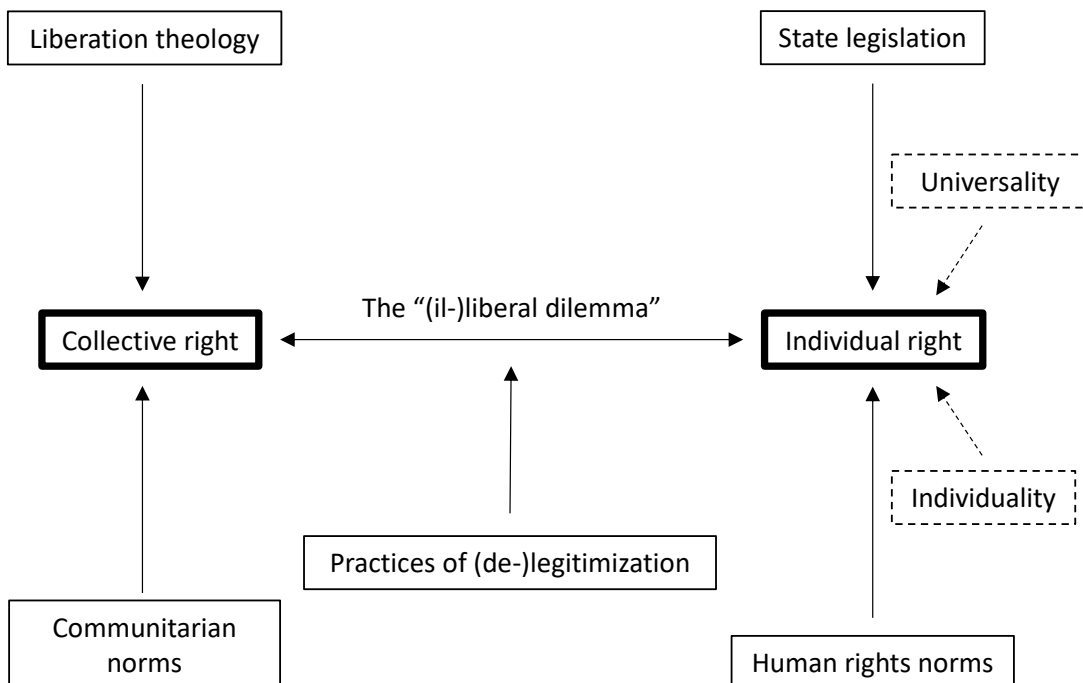 Liberation theology
State legislation
Universality
The “(il-)liberal dilemma”
Collective right
Individual right
Individuality
Practices of (de-)legitimization
Communitarian
norms
Human rights norms